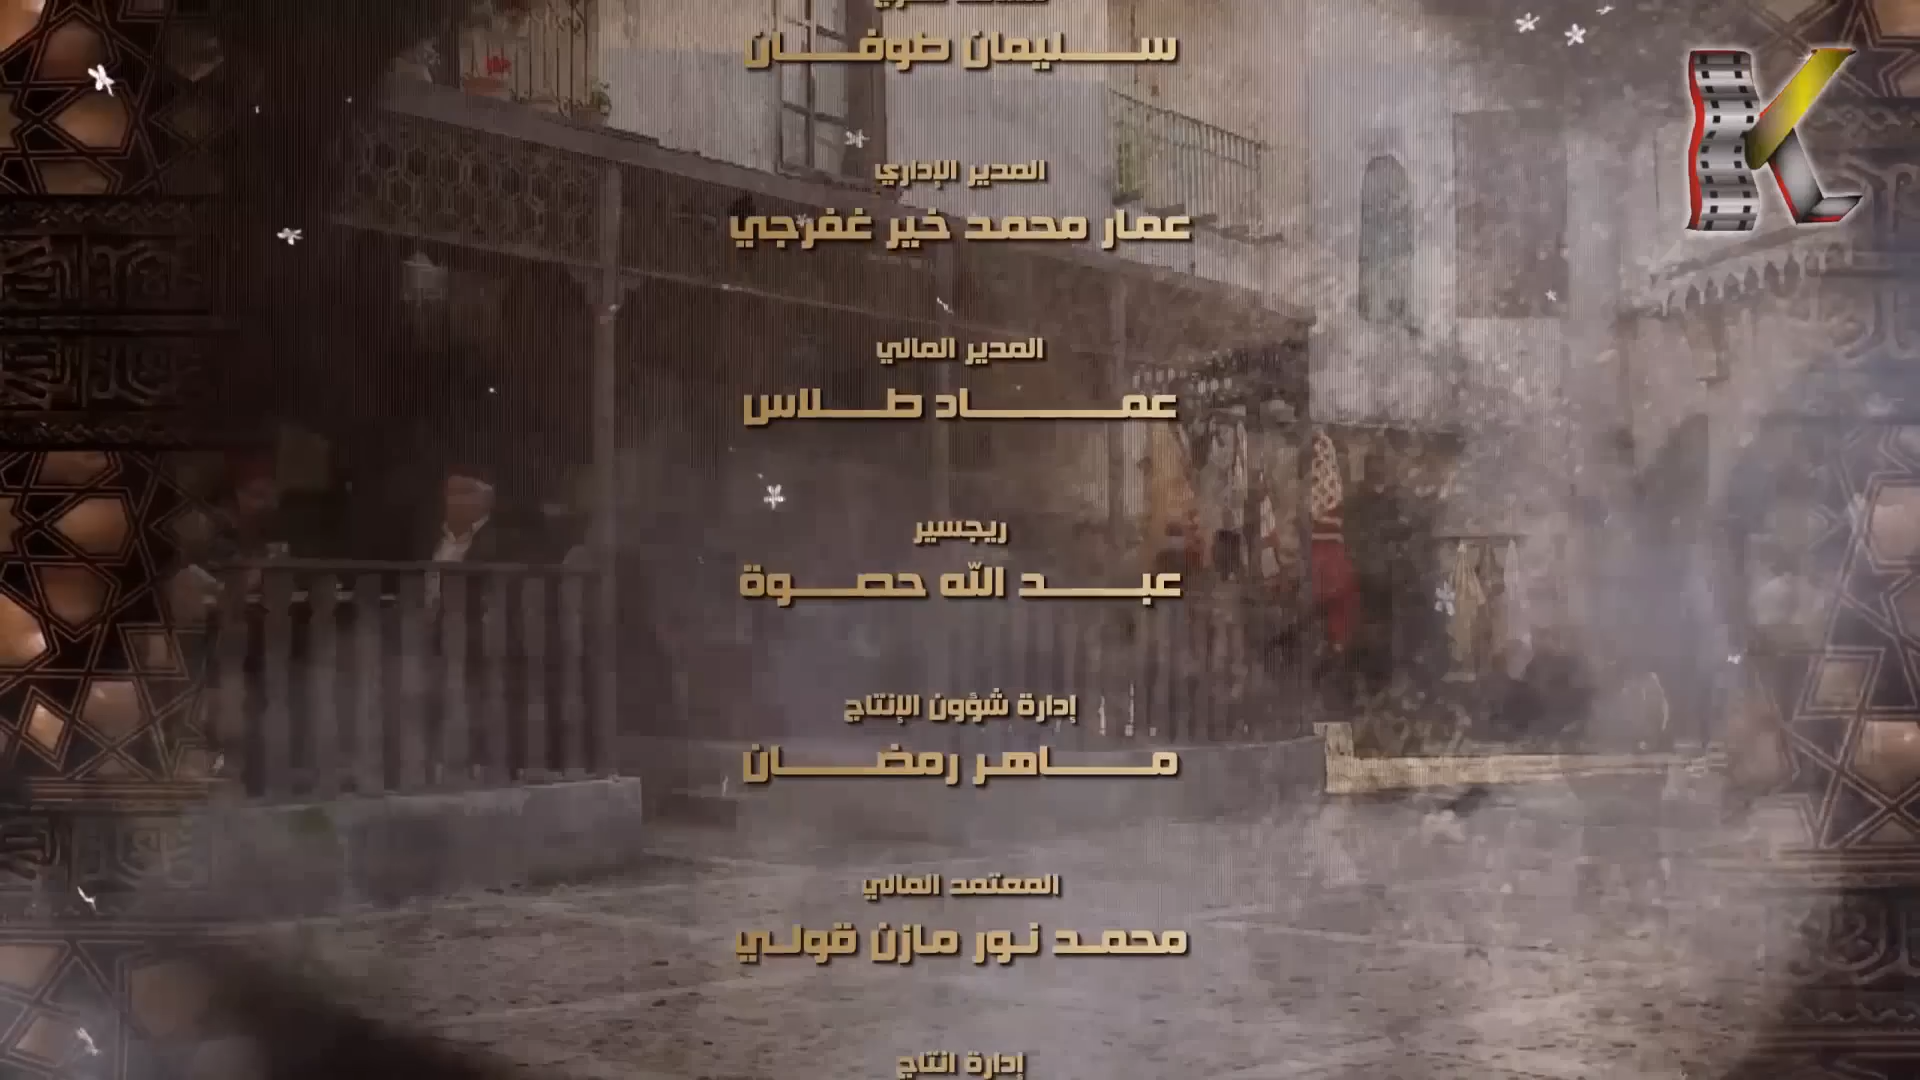 سليمان طوفان
المدير الإداري
عمار محمد خير غفرجي
المدير المالي
عماد طلاس
ريجسير
عبد الله حصوة
إدارة شؤون الإنتاج
ماهر رمضان
المعتمد المالي
محمد نور مازن قولي
إدارة انتاج